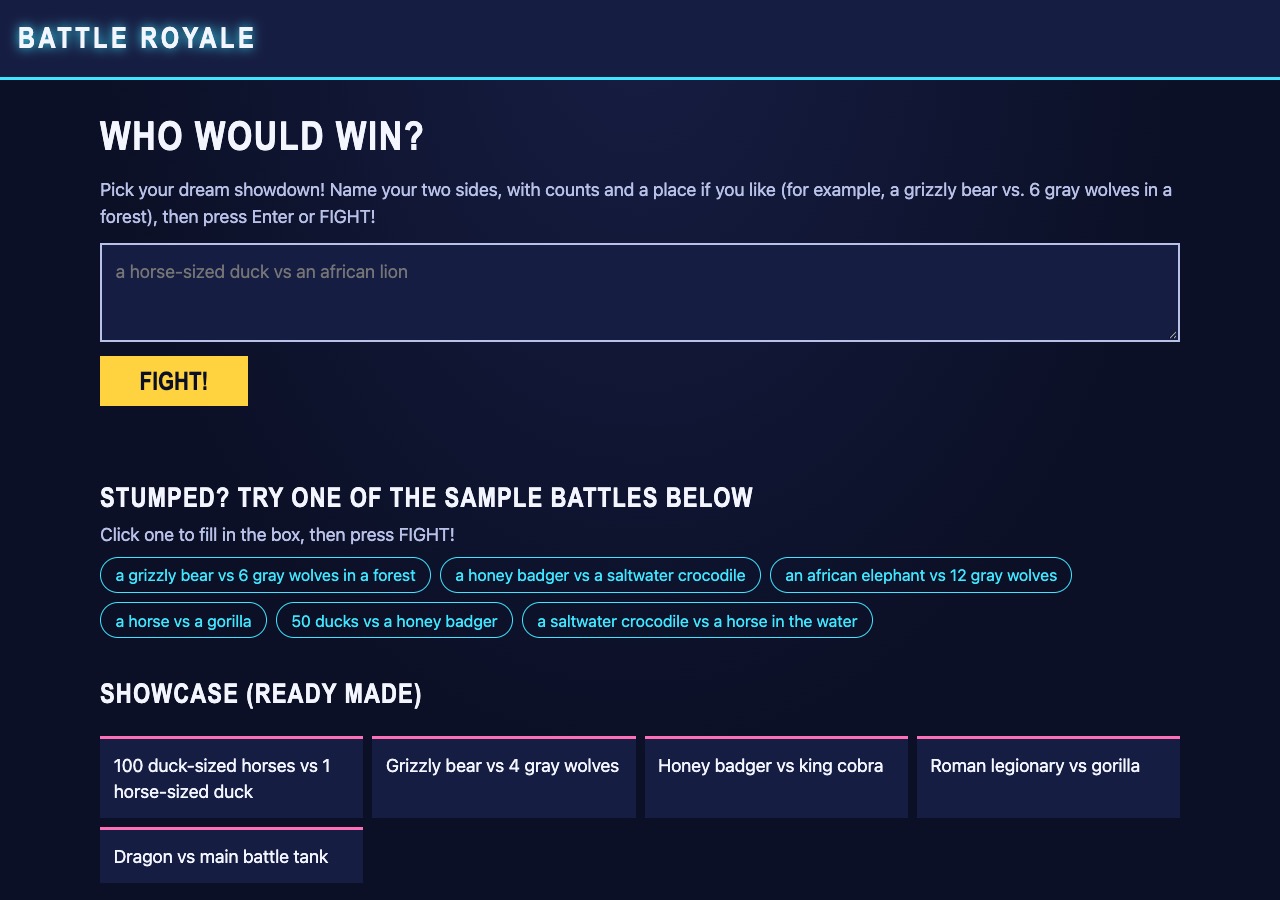 BATTLE ROYALE
WHO WOULD WIN?
Pick your dream showdown! Name your two sides, with counts and a place if you like (for example, a grizzly bear vs. 6 gray wolves in a
forest), then press Enter or FIGHT!
a horse-sized duck vs an african lion
FIGHT!
STUMPED? TRY ONE OF THE SAMPLE BATTLES BELOW
Click one to fill in the box, then press FIGHT!
a grizzly bear vs 6 gray wolves in a forest
a honey badger vs a saltwater crocodile
an african elephant vs 12 gray wolves
a horse vs a gorilla
50 ducks vs a honey badger
a saltwater crocodile vs a horse in the water
SHOWCASE (READY MADE)
100 duck-sized horses vs 1
horse-sized duck
Grizzly bear vs 4 gray wolves
Honey badger vs king cobra
Roman legionary vs gorilla
Dragon vs main battle tank